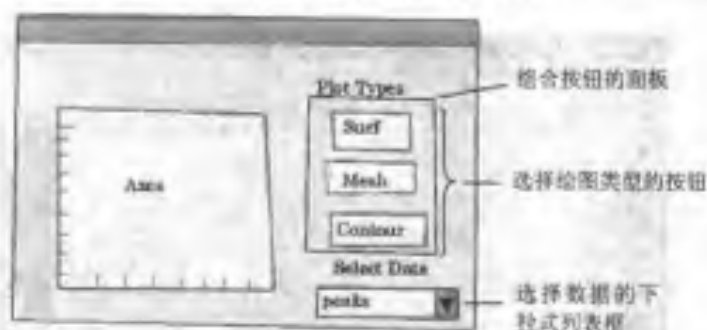 Plot Types
组合按钮的面板
Surf
Axes
Mesh
选择绘图类型的按钮
Contour
Select Data
peaks
选择数据的下
拉式列表框